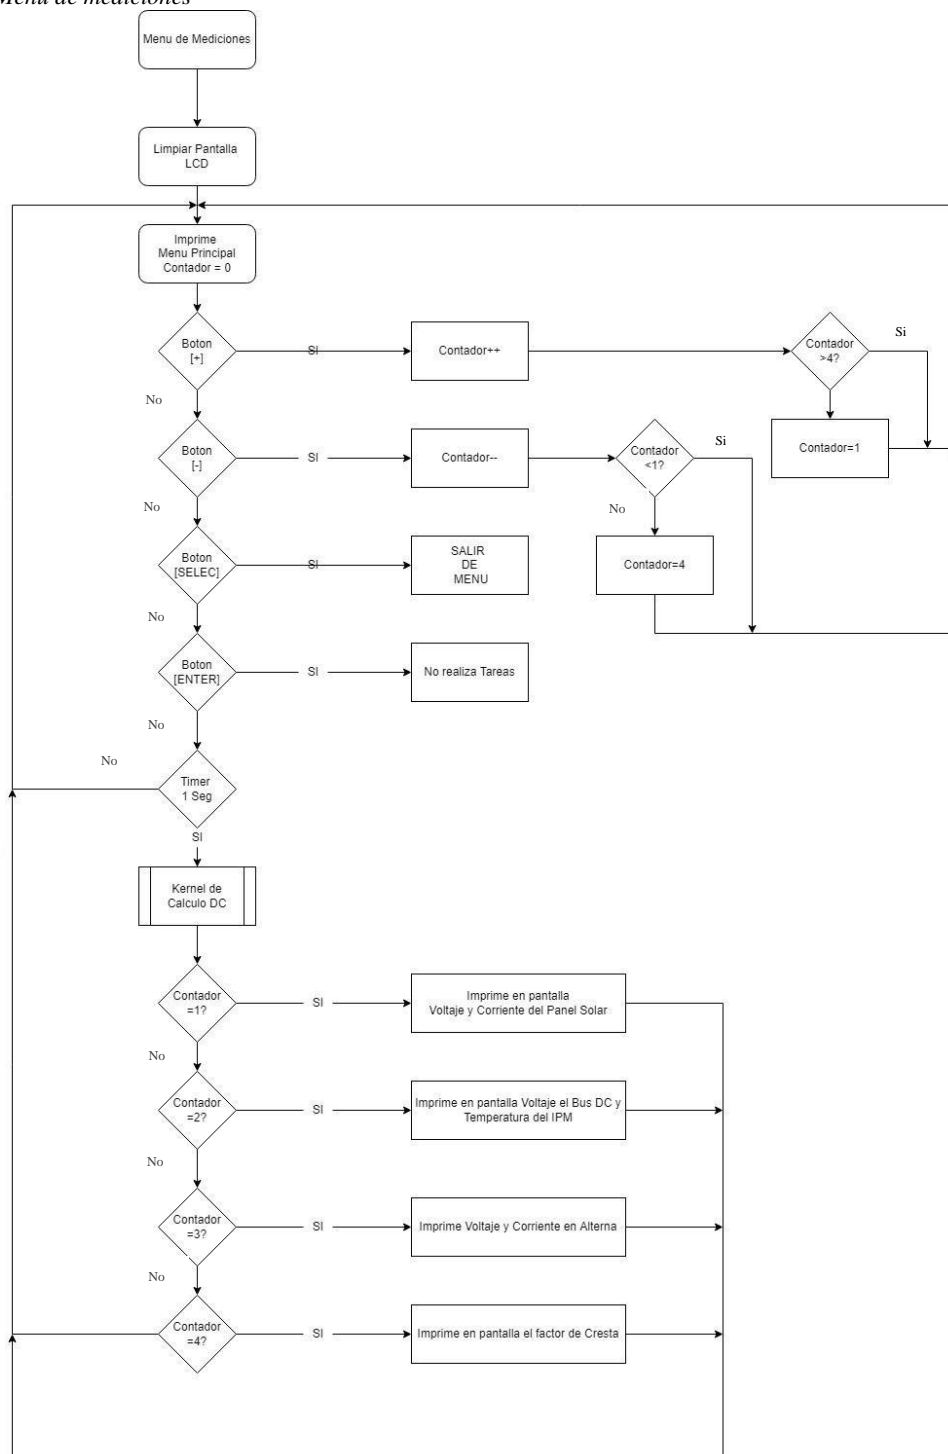 Menu de mediciones
Menu de Mediciones
Limpiar Pantalla
LCD
Imprime
Menu Principal
Contador = 0
Boton
[+]
SI
Contador++
Contador
>4?
Si
No
Contador=1
Boton
[-]
SI
Contador--
Contador
<1?
Si
No
No
Contador=4
Boton
[SELEC]
SI
SALIR
DE
MENU
No
Boton
[ENTER]
SI
No realiza Tareas
No
No
Timer
1 Seg
SI
Kernel de
Calculo DC
Contador
=1?
SI
Imprime en pantalla
Voltaje y Corriente del Panel Solar
No
Contador
=2?
SI
Imprime en pantalla Voltaje el Bus DC y
Temperatura del IPM
No
Contador
=3?
SI
Imprime Voltaje y Corriente en Alterna
No
Contador
=4?
SI
Imprime en pantalla el factor de Cresta